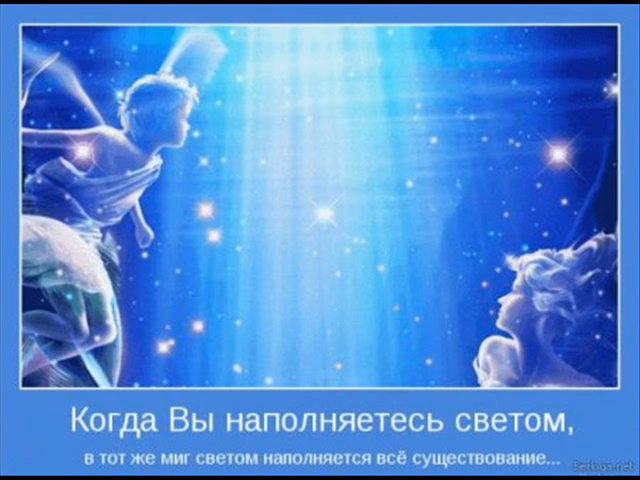 Когда Вы наполняетесь светом,
в тот же миг светом наполняется всё существование...